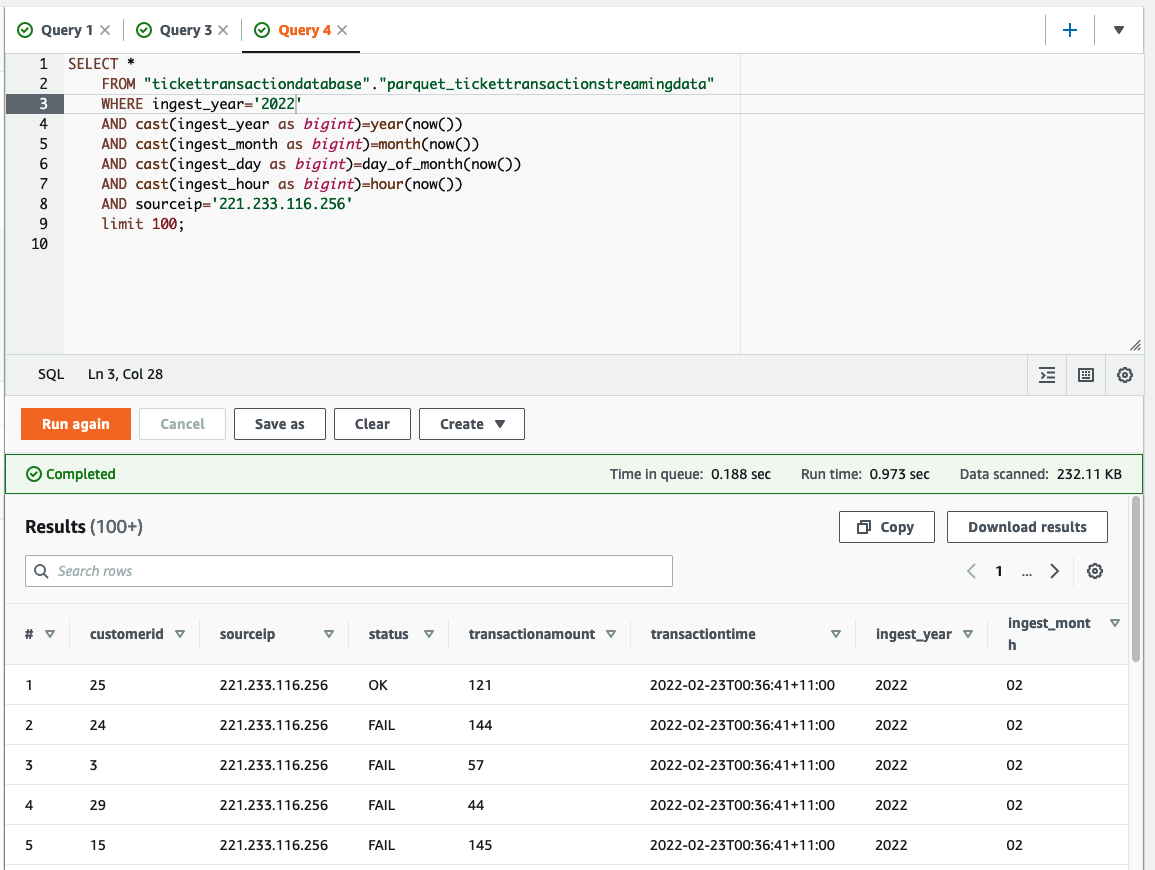 Query 1
Query 3
Query 4
1 SELECT *
2 FROM "tickettransactiondatabase"."parquet_tickettransactionstreamingdata"
3 WHERE ingest_year='2022'
4 AND cast(ingest_year as bigint)=year(now())
5 AND cast(ingest_month as bigint)=month(now())
6 AND cast(ingest_day as bigint)=day_of_month(now())
7 AND cast(ingest_hour as bigint)=hour(now())
8 AND sourceip='221.233.116.256'
9 limit 100;
10
SQL Ln 3, Col 28
Run again Cancel Save as Clear Create
Completed Time in queue: 0.188 sec Run time: 0.973 sec Data scanned: 232.11 KB
Results (100+) Copy Download results
Search rows 1 ...
# customerid sourceip status transactionamount transactiontime ingest_year ingest_mont
h
1 25 221.233.116.256 OK 121 2022-02-23T00:36:41+11:00 2022 02
2 24 221.233.116.256 FAIL 144 2022-02-23T00:36:41+11:00 2022 02
3 3 221.233.116.256 FAIL 57 2022-02-23T00:36:41+11:00 2022 02
4 29 221.233.116.256 FAIL 44 2022-02-23T00:36:41+11:00 2022 02
5 15 221.233.116.256 FAIL 145 2022-02-23T00:36:41+11:00 2022 02